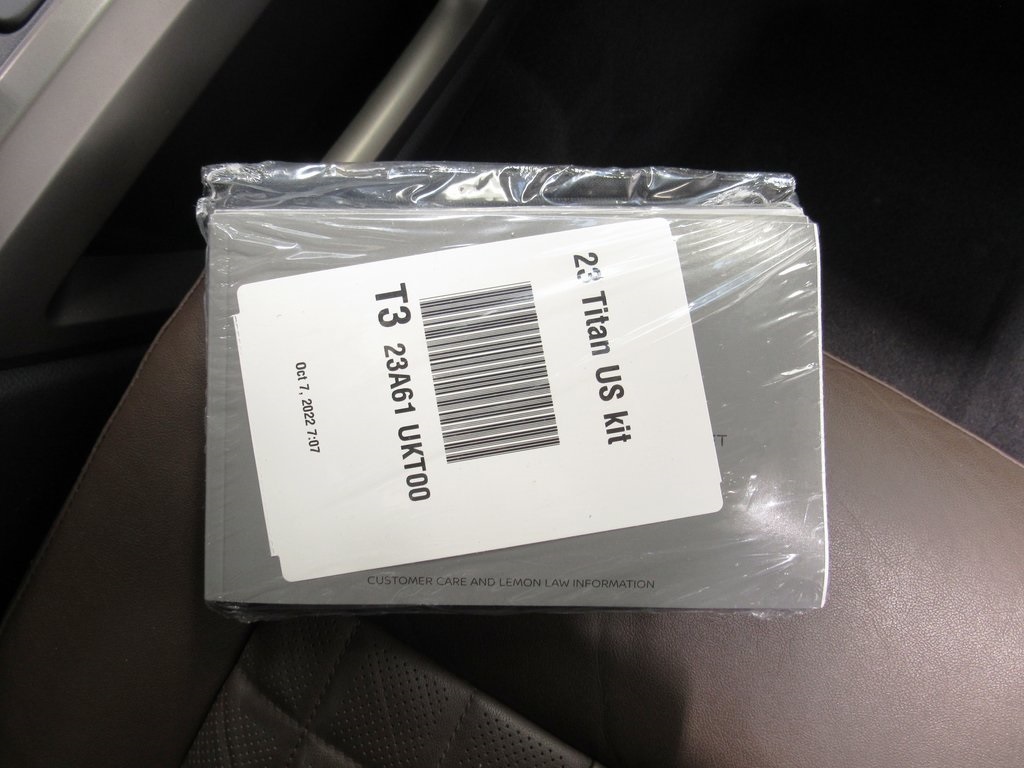 23 Titan US kit
T3 23A61 UKT00
Oct 7, 2022 7:07
CUSTOMER CARE AND LEMON LAW INFORMATION